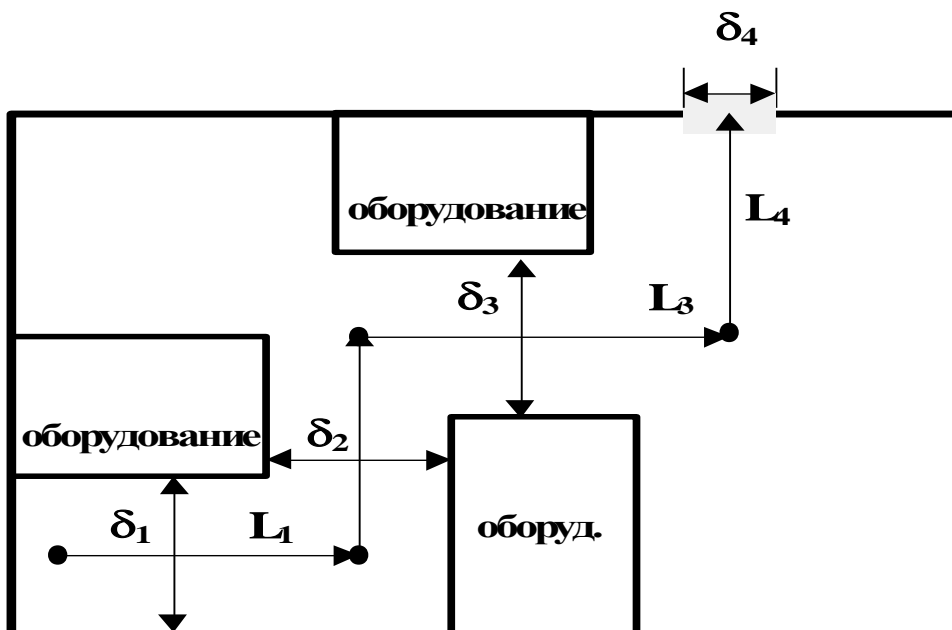 δ4
оборудование
L4
δ3
L3
оборудование
δ2
δ1
L1
оборуд.